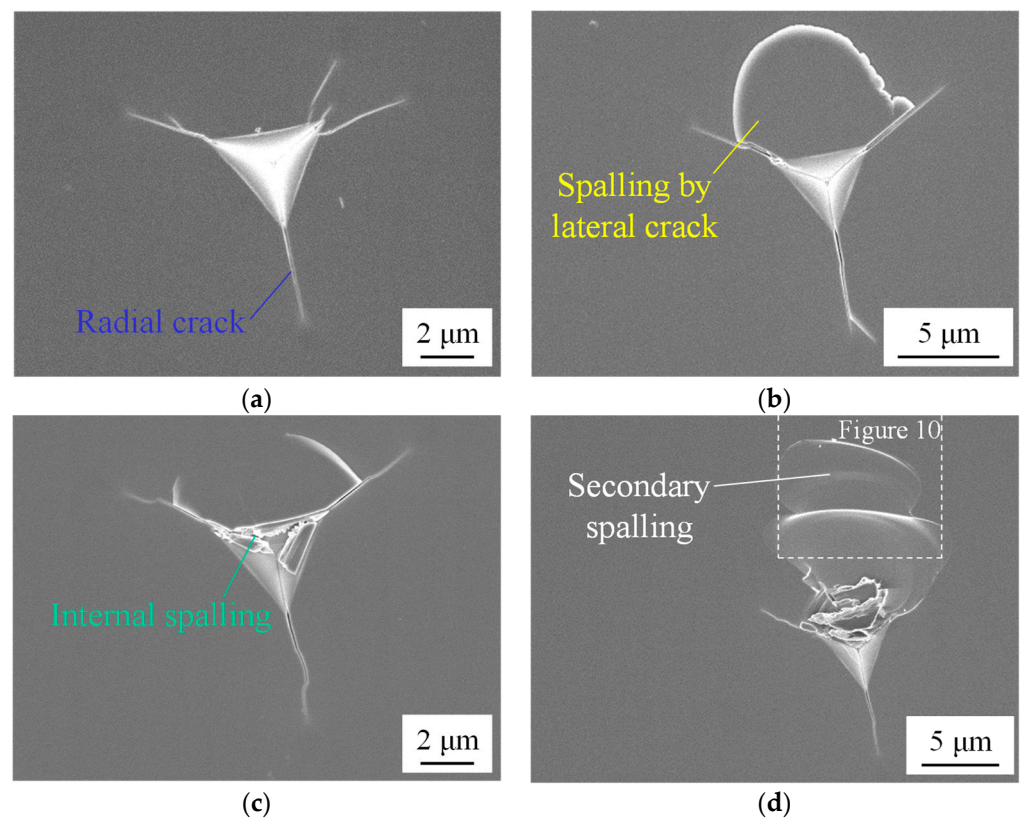 Radial crack
2 μm
(a)
Spalling by
lateral crack
5 μm
(b)
Internal spalling
2 μm
(c)
Figure 10
Secondary
spalling
5 μm
(d)